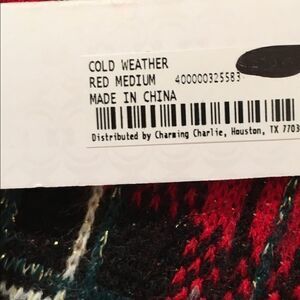 COLD WEATHER
RED MEDIUM 400000325583
MADE IN CHINA
Distributed by Charming Charlie, Houston, TX 7703